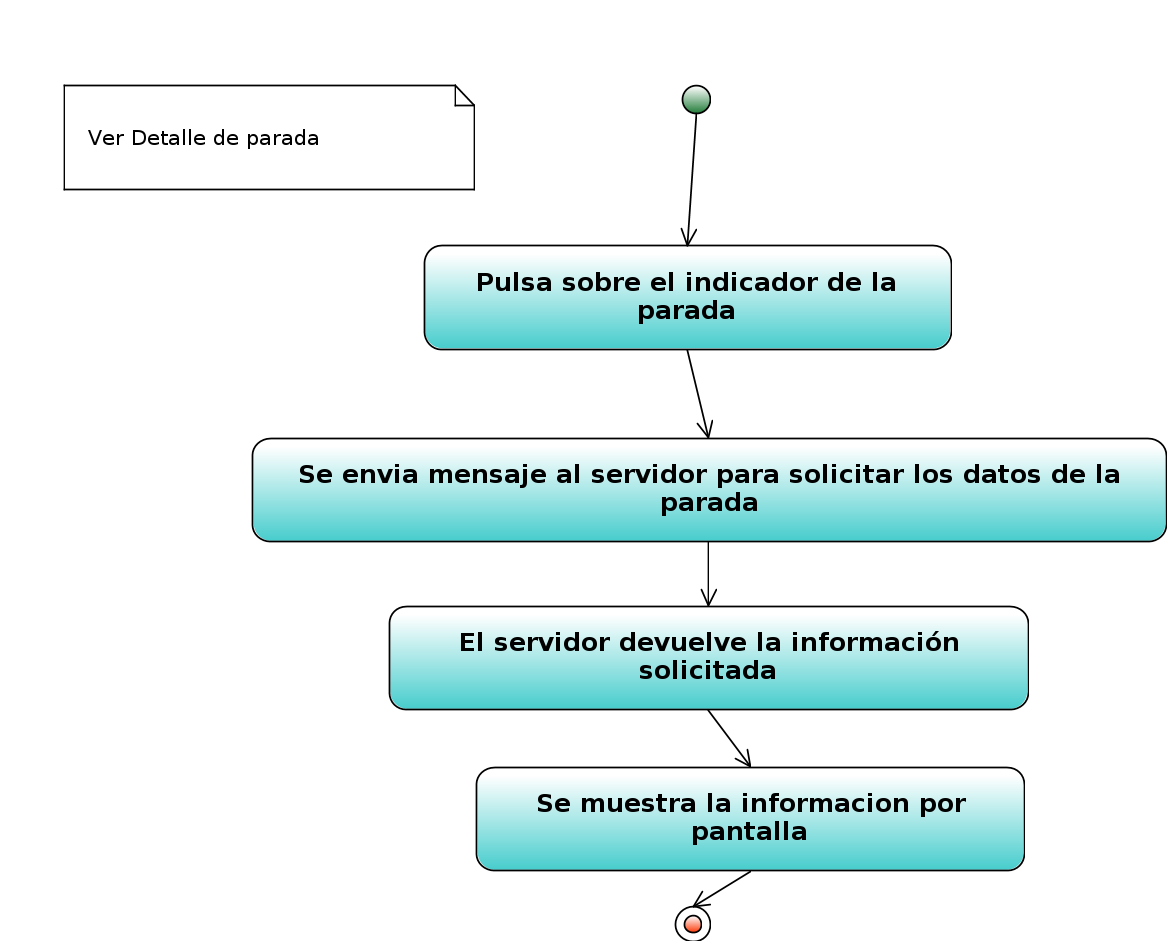 Ver Detalle de parada
Pulsa sobre el indicador de la
parada
Se envia mensaje al servidor para solicitar los datos de la
parada
El servidor devuelve la información
solicitada
Se muestra la informacion por
pantalla